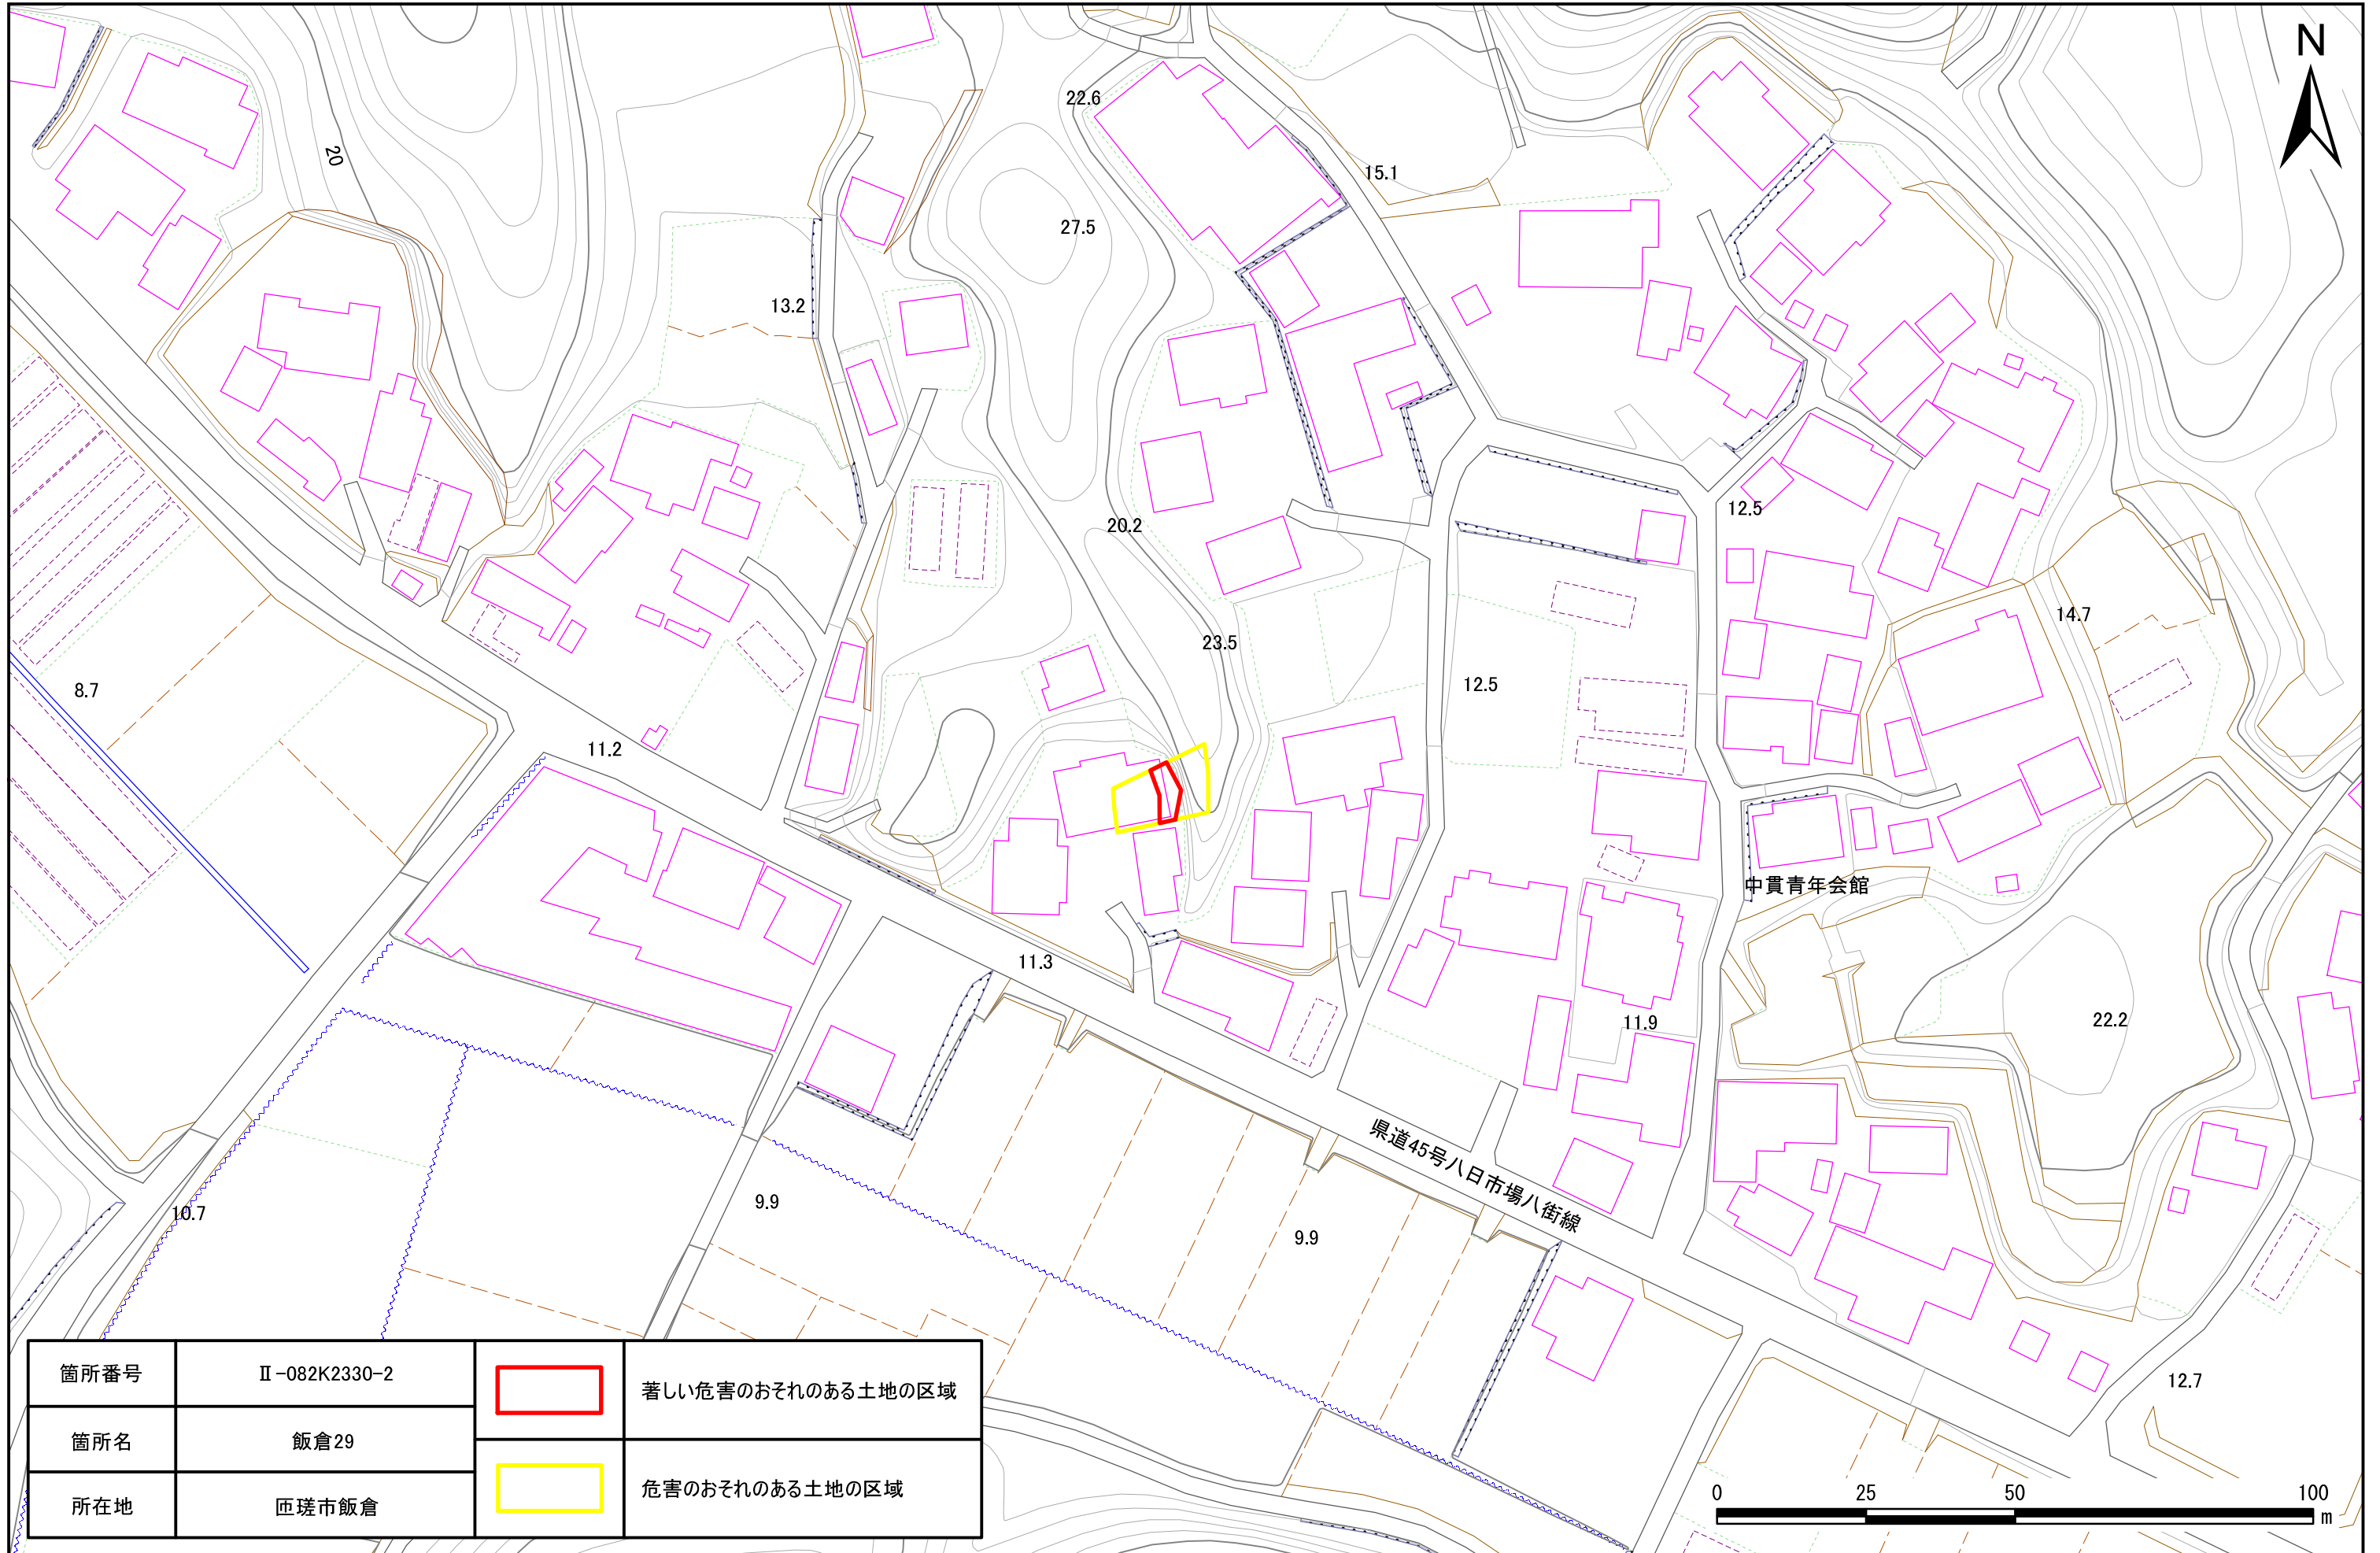 N
22.6
20
15.1
27.5
13.2
12.5
20.2
14.7
23.5
12.5
8.7
11.2
中貫青年会館
11.3
22.2
11.9
県道45号八日市場八街線
10.7
9.9
9.9
12.7
箇所番号 Ⅱ-082K2330-2
箇所名 飯倉29
所在地 匝瑳市飯倉
著しい危害のおそれのある土地の区域
危害のおそれのある土地の区域
0 25 50 100
m